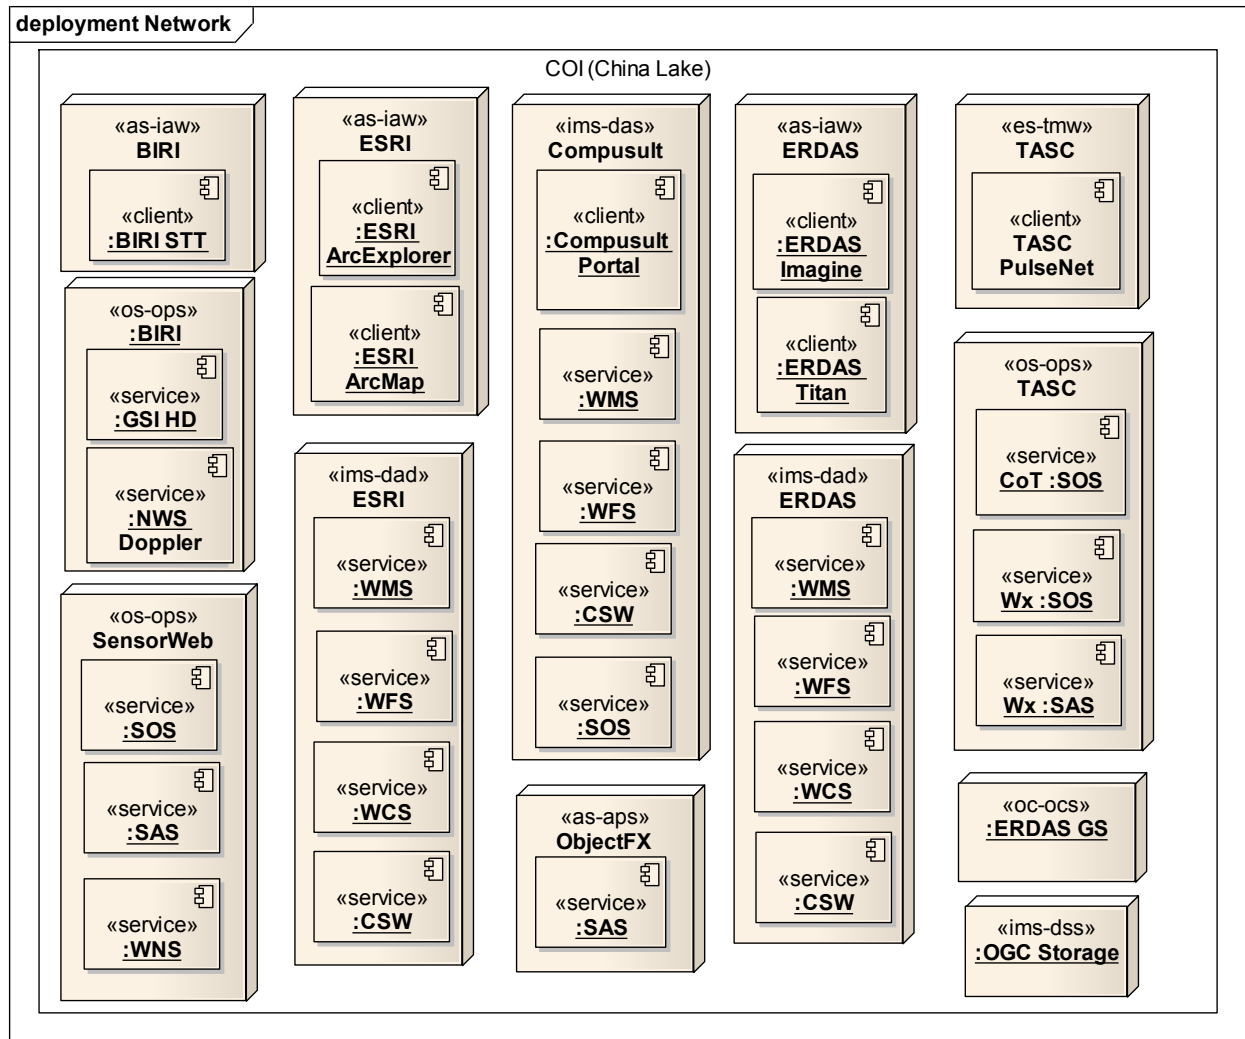 deployment Network
COI (China Lake)
«as-iaw»
BIRI
«client»
:BIRI STT
«os-ops»
:BIRI
«service»
:GSI HD
«service»
:NWS
Doppler
«os-ops»
SensorWeb
«service»
:SOS
«service»
:SAS
«service»
:WNS
«as-iaw»
ESRI
«client»
:ESRI
ArcExplorer
«client»
:ESRI
ArcMap
«ims-dad»
ESRI
«service»
:WMS
«service»
:WFS
«service»
:WCS
«service»
:CSW
«ims-das»
Compusult
«client»
:Compusult
Portal
«service»
:WMS
«service»
:WFS
«service»
:CSW
«service»
:SOS
«as-aps»
ObjectFX
«service»
:SAS
«as-iaw»
ERDAS
«client»
:ERDAS
Imagine
«client»
:ERDAS
Titan
«ims-dad»
ERDAS
«service»
:WMS
«service»
:WFS
«service»
:WCS
«service»
:CSW
«es-tmw»
TASC
«client»
TASC
PulseNet
«os-ops»
TASC
«service»
CoT :SOS
«service»
Wx :SOS
«service»
Wx :SAS
«oc-ocs»
:ERDAS GS
«ims-dss»
:OGC Storage